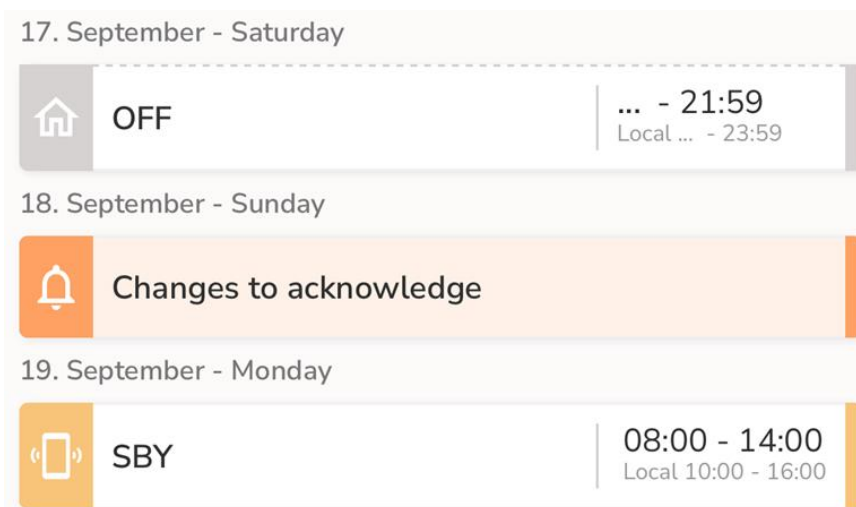 17. September - Saturday
OFF
... - 21:59
Local ... - 23:59
18. September - Sunday
Changes to acknowledge
19. September - Monday
SBY
08:00 - 14:00
Local 10:00 - 16:00